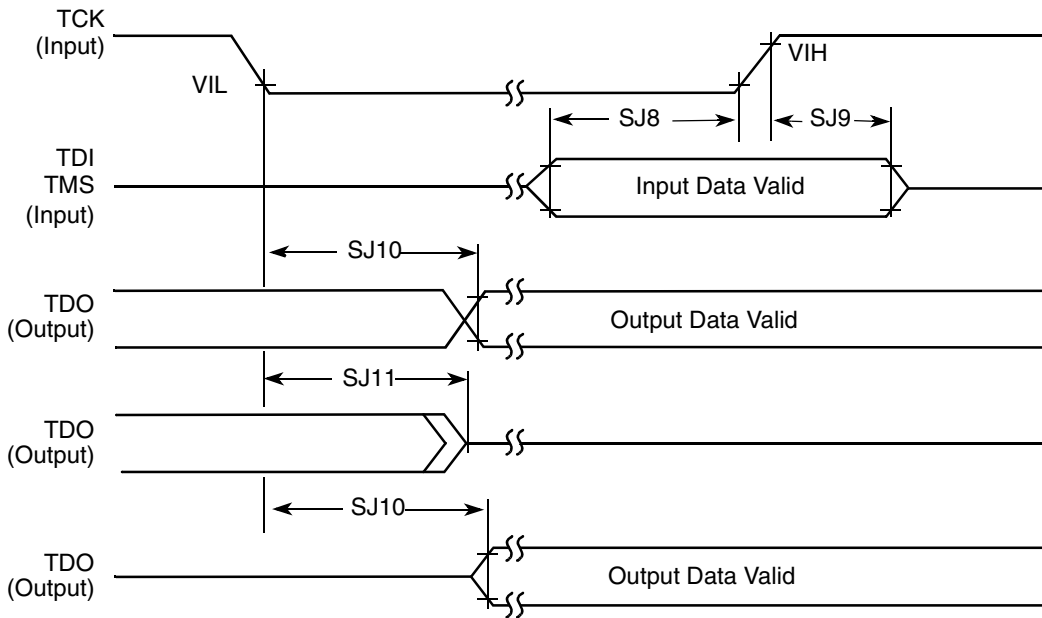 TCK
(Input)
VIL
VIH
SJ8
SJ9
TDI
TMS
(Input)
Input Data Valid
SJ10
TDO
(Output)
Output Data Valid
SJ11
TDO
(Output)
SJ10
TDO
(Output)
Output Data Valid